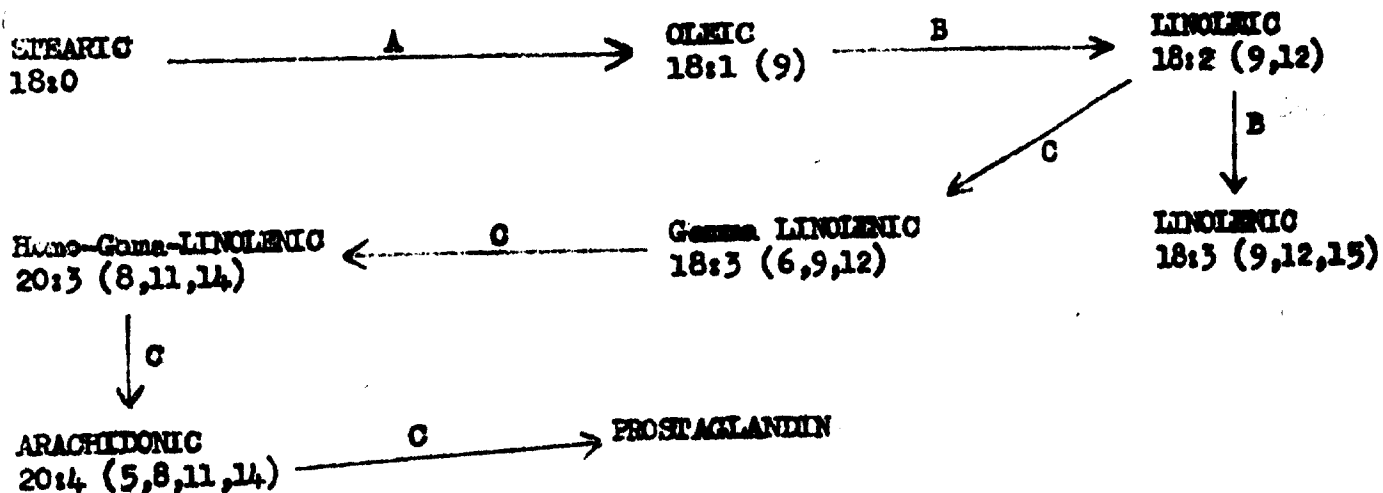 STEARIC
18:0
A
OLEIC
18:1 (9)
B
LINOLEIC
18:2 (9,12)
C
B
Homo-Gama-LINOLENIC
20:3 (8,11,14)
C
Gamma LINOLENIC
18:3 (6,9,12)
LINOLENIC
18:3 (9,12,15)
C
ARACHIDONIC
20:4 (5,8,11,14)
C
PROSTAGLANDIN